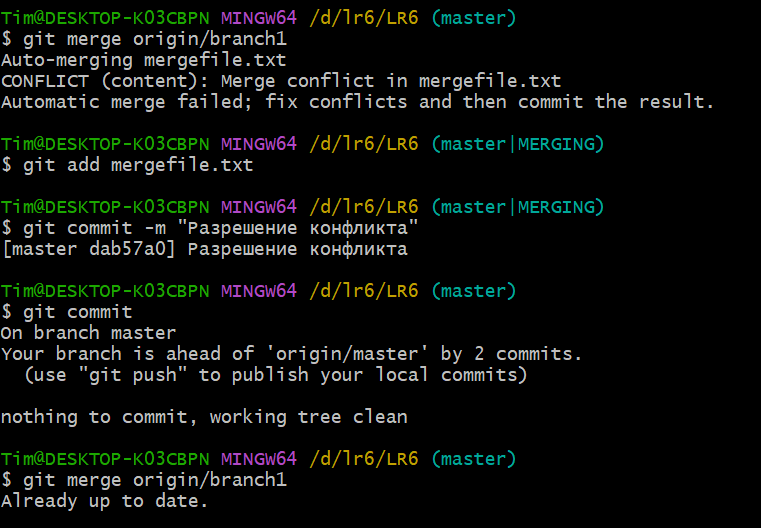 Tim@DESKTOP-K03CBPN MINGW64 /d/lr6/LR6 (master)
$ git merge origin/branch1
Auto-merging mergefile.txt
CONFLICT (content): Merge conflict in mergefile.txt
Automatic merge failed; fix conflicts and then commit the result.
Tim@DESKTOP-K03CBPN MINGW64 /d/lr6/LR6 (master|MERGING)
$ git add mergefile.txt
Tim@DESKTOP-K03CBPN MINGW64 /d/lr6/LR6 (master|MERGING)
$ git commit -m "Разрешение конфликта"
[master dab57a0] Разрешение конфликта
Tim@DESKTOP-K03CBPN MINGW64 /d/lr6/LR6 (master)
$ git commit
On branch master
Your branch is ahead of 'origin/master' by 2 commits.
  (use "git push" to publish your local commits)
nothing to commit, working tree clean
Tim@DESKTOP-K03CBPN MINGW64 /d/lr6/LR6 (master)
$ git merge origin/branch1
Already up to date.